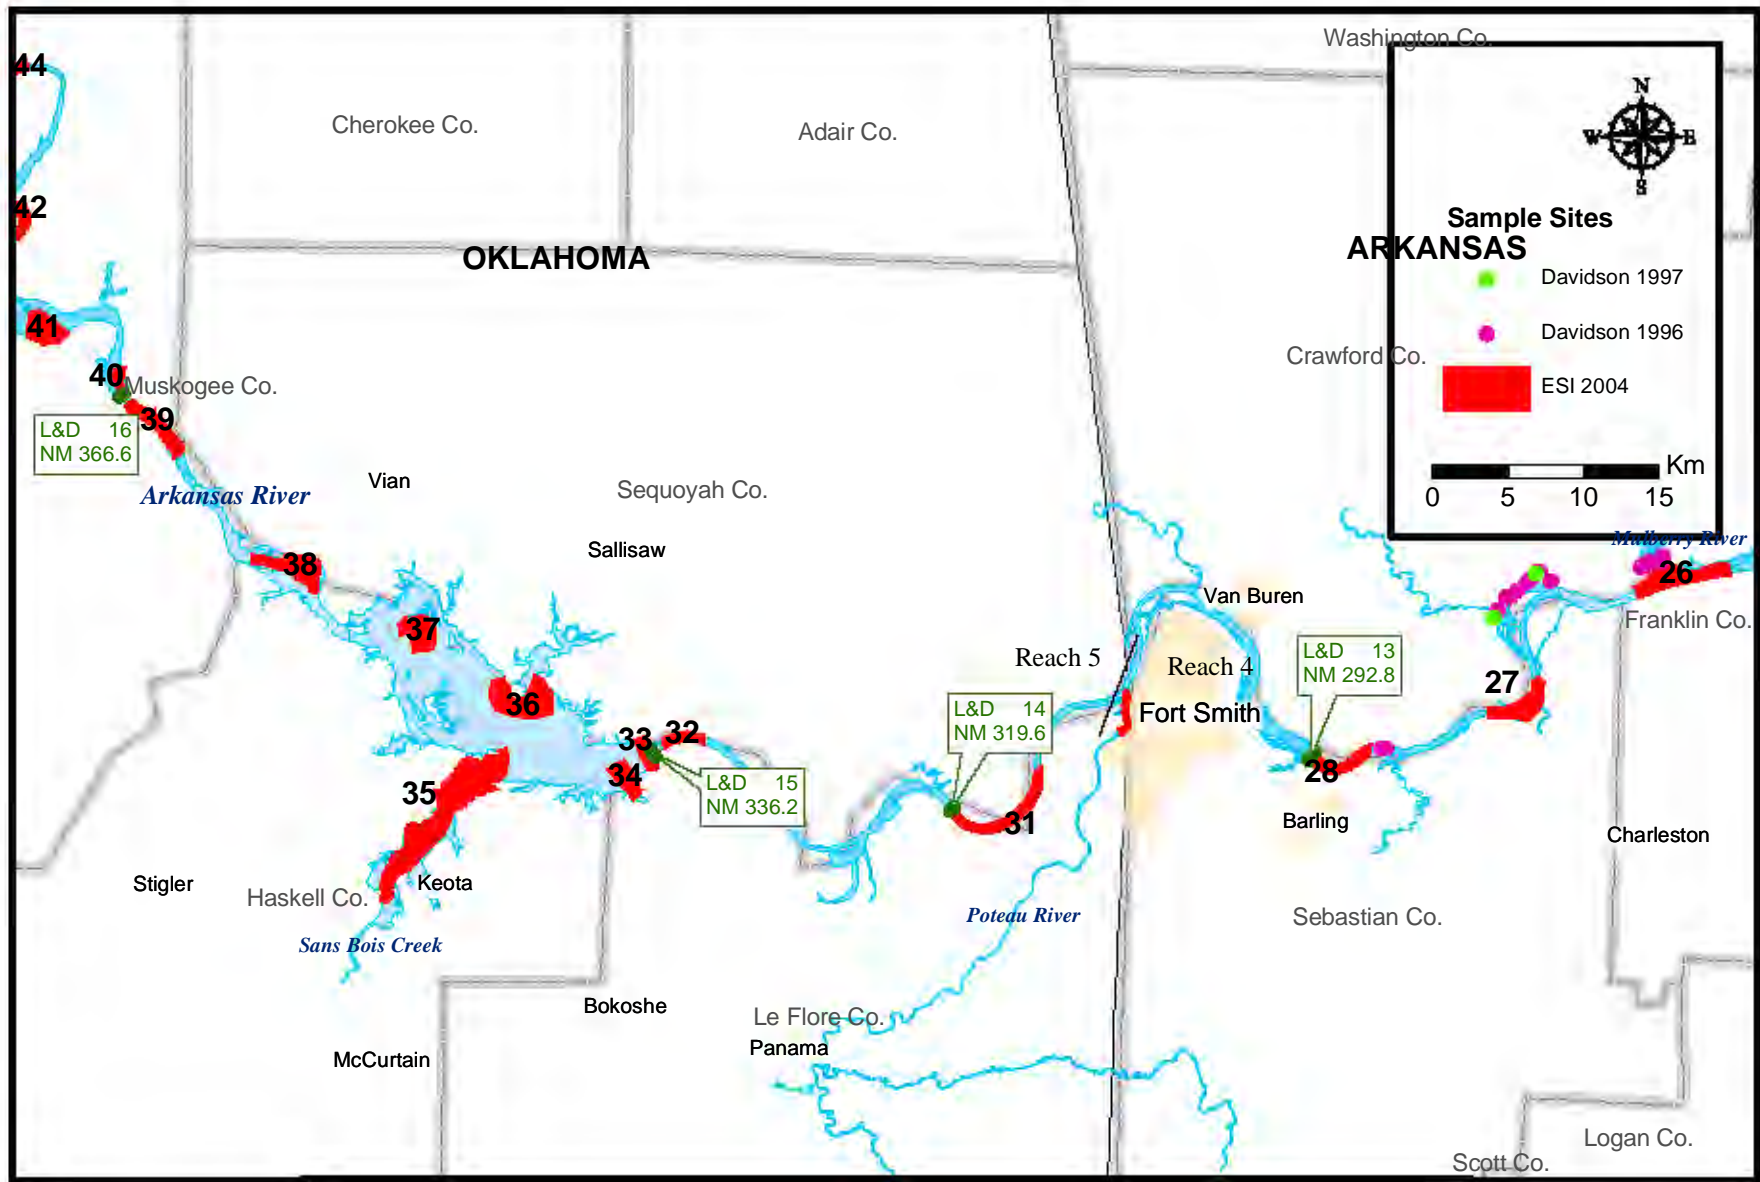 Washington Co.
44
N
Cherokee Co.
Adair Co.
W E
S
42
Sample Sites
OKLAHOMA
ARKANSAS
Davidson 1997
41
Davidson 1996
Crawford Co.
40
Muskogee Co.
ESI 2004
39
L&D 16
NM 366.6
Km
0 5 10 15
Vian
Arkansas River
Sequoyah Co.
Mulberry River
Sallisaw
38
26
Van Buren
Franklin Co.
37
Reach 5
Reach 4
L&D 13
NM 292.8
27
36
L&D 14
NM 319.6
Fort Smith
33
32
34
28
L&D 15
NM 336.2
35
31
Barling
Charleston
Stigler
Keota
Haskell Co.
Poteau River
Sebastian Co.
Sans Bois Creek
Bokoshe
Le Flore Co.
Panama
McCurtain
Logan Co.
Scott Co.